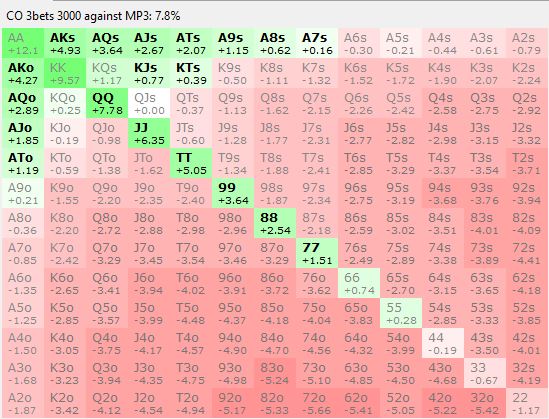 CO 3bets 3000 against MP3: 7.8%
AA AKs AQs AJs ATs A9s A8s A7s A6s A5s A4s A3s A2s
+12.1 +4.93 +3.64 +2.67 +2.07 +1.15 +0.62 +0.16 -0.30 -0.21 -0.44 -0.61 -0.79
AKo KK KQs KJs KTs K9s K8s K7s K6s K5s K4s K3s K2s
+4.27 +9.57 +1.17 +0.77 +0.39 -0.50 -1.11 -1.32 -1.52 -1.72 -1.90 -2.07 -2.24
AQo KQo QQ QJs QTs Q9s Q8s Q7s Q6s Q5s Q4s Q3s Q2s
+2.89 +0.25 +7.78 +0.00 -0.37 -1.13 -1.62 -2.15 -2.26 -2.42 -2.58 -2.75 -2.92
AJo KJo QJo JJ JTs J9s J8s J7s J6s J5s J4s J3s J2s
+1.85 -0.19 -0.98 +6.35 -0.60 -1.28 -1.77 -2.31 -2.77 -2.82 -2.98 -3.15 -3.32
ATo KTo QTo JTo TT T9s T8s T7s T6s T5s T4s T3s T2s
+1.19 -0.59 -1.38 -1.62 +5.05 -1.34 -1.88 -2.41 -2.85 -3.29 -3.37 -3.54 -3.71
A9o K9o Q9o J9o T9o 99 98s 97s 96s 95s 94s 93s 92s
+0.21 -1.55 -2.20 -2.35 -2.40 +3.64 -1.87 -2.34 -2.75 -3.19 -3.68 -3.76 -3.94
A8o K8o Q8o J8o T8o 98o 88 87s 86s 85s 84s 83s 82s
-0.36 -2.20 -2.72 -2.88 -2.98 -2.96 +2.54 -2.18 -2.59 -3.02 -3.51 -4.01 -4.09
A7o K7o Q7o J7o T7o 97o 87o 77 76s 75s 74s 73s 72s
-0.85 -2.42 -3.29 -3.45 -3.54 -3.46 -3.29 +1.51 -2.49 -2.89 -3.38 -3.89 -4.41
A6o K6o Q6o J6o T6o 96o 86o 76o 66 65s 64s 63s 62s
-1.35 -2.65 -3.41 -3.94 -4.02 -3.91 -3.72 -3.62 +0.74 -2.70 -3.15 -3.65 -4.18
A5o K5o Q5o J5o T5o 95o 85o 75o 65o 55 54s 53s 52s
-1.25 -2.85 -3.57 -3.99 -4.48 -4.37 -4.18 -4.04 -3.83 +0.28 -2.85 -3.33 -3.85
A4o K4o Q4o J4o T4o 94o 84o 74o 64o 54o 44 43s 42s
-1.50 -3.05 -3.75 -4.17 -4.57 -4.90 -4.70 -4.56 -4.32 -3.99 -0.19 -3.50 -4.01
A3o K3o Q3o J3o T3o 93o 83o 73o 63o 53o 43o 33 32s
-1.68 -3.23 -3.94 -4.35 -4.75 -4.98 -5.24 -5.10 -4.85 -4.50 -4.68 -0.67 -4.19
A2o K2o Q2o J2o T2o 92o 82o 72o 62o 52o 42o 32o 22
-1.87 -3.42 -4.12 -4.54 -4.94 -5.17 -5.33 -5.66 -5.41 -5.05 -5.22 -5.42 -1.17